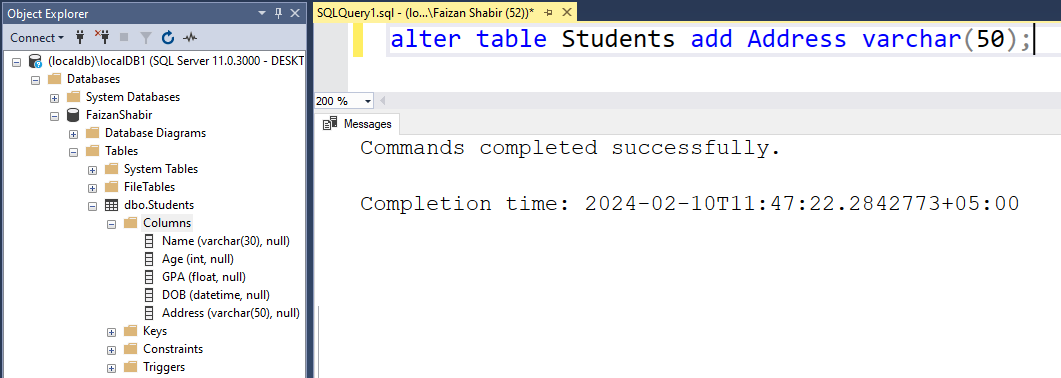 Object Explorer
Connect
(localdb)\localDB1 (SQL Server 11.0.3000 - DESKT
Databases
System Databases
FaizanShabir
Database Diagrams
Tables
System Tables
FileTables
dbo.Students
Columns
Name (varchar(30), null)
Age (int, null)
GPA (float, null)
DOB (datetime, null)
Address (varchar(50), null)
Keys
Constraints
Triggers
SQLQuery1.sql - (lo...\Faizan Shabir (52))*
alter table Students add Address varchar(50);
200 %
Messages
Commands completed successfully.
Completion time: 2024-02-10T11:47:22.2842773+05:00